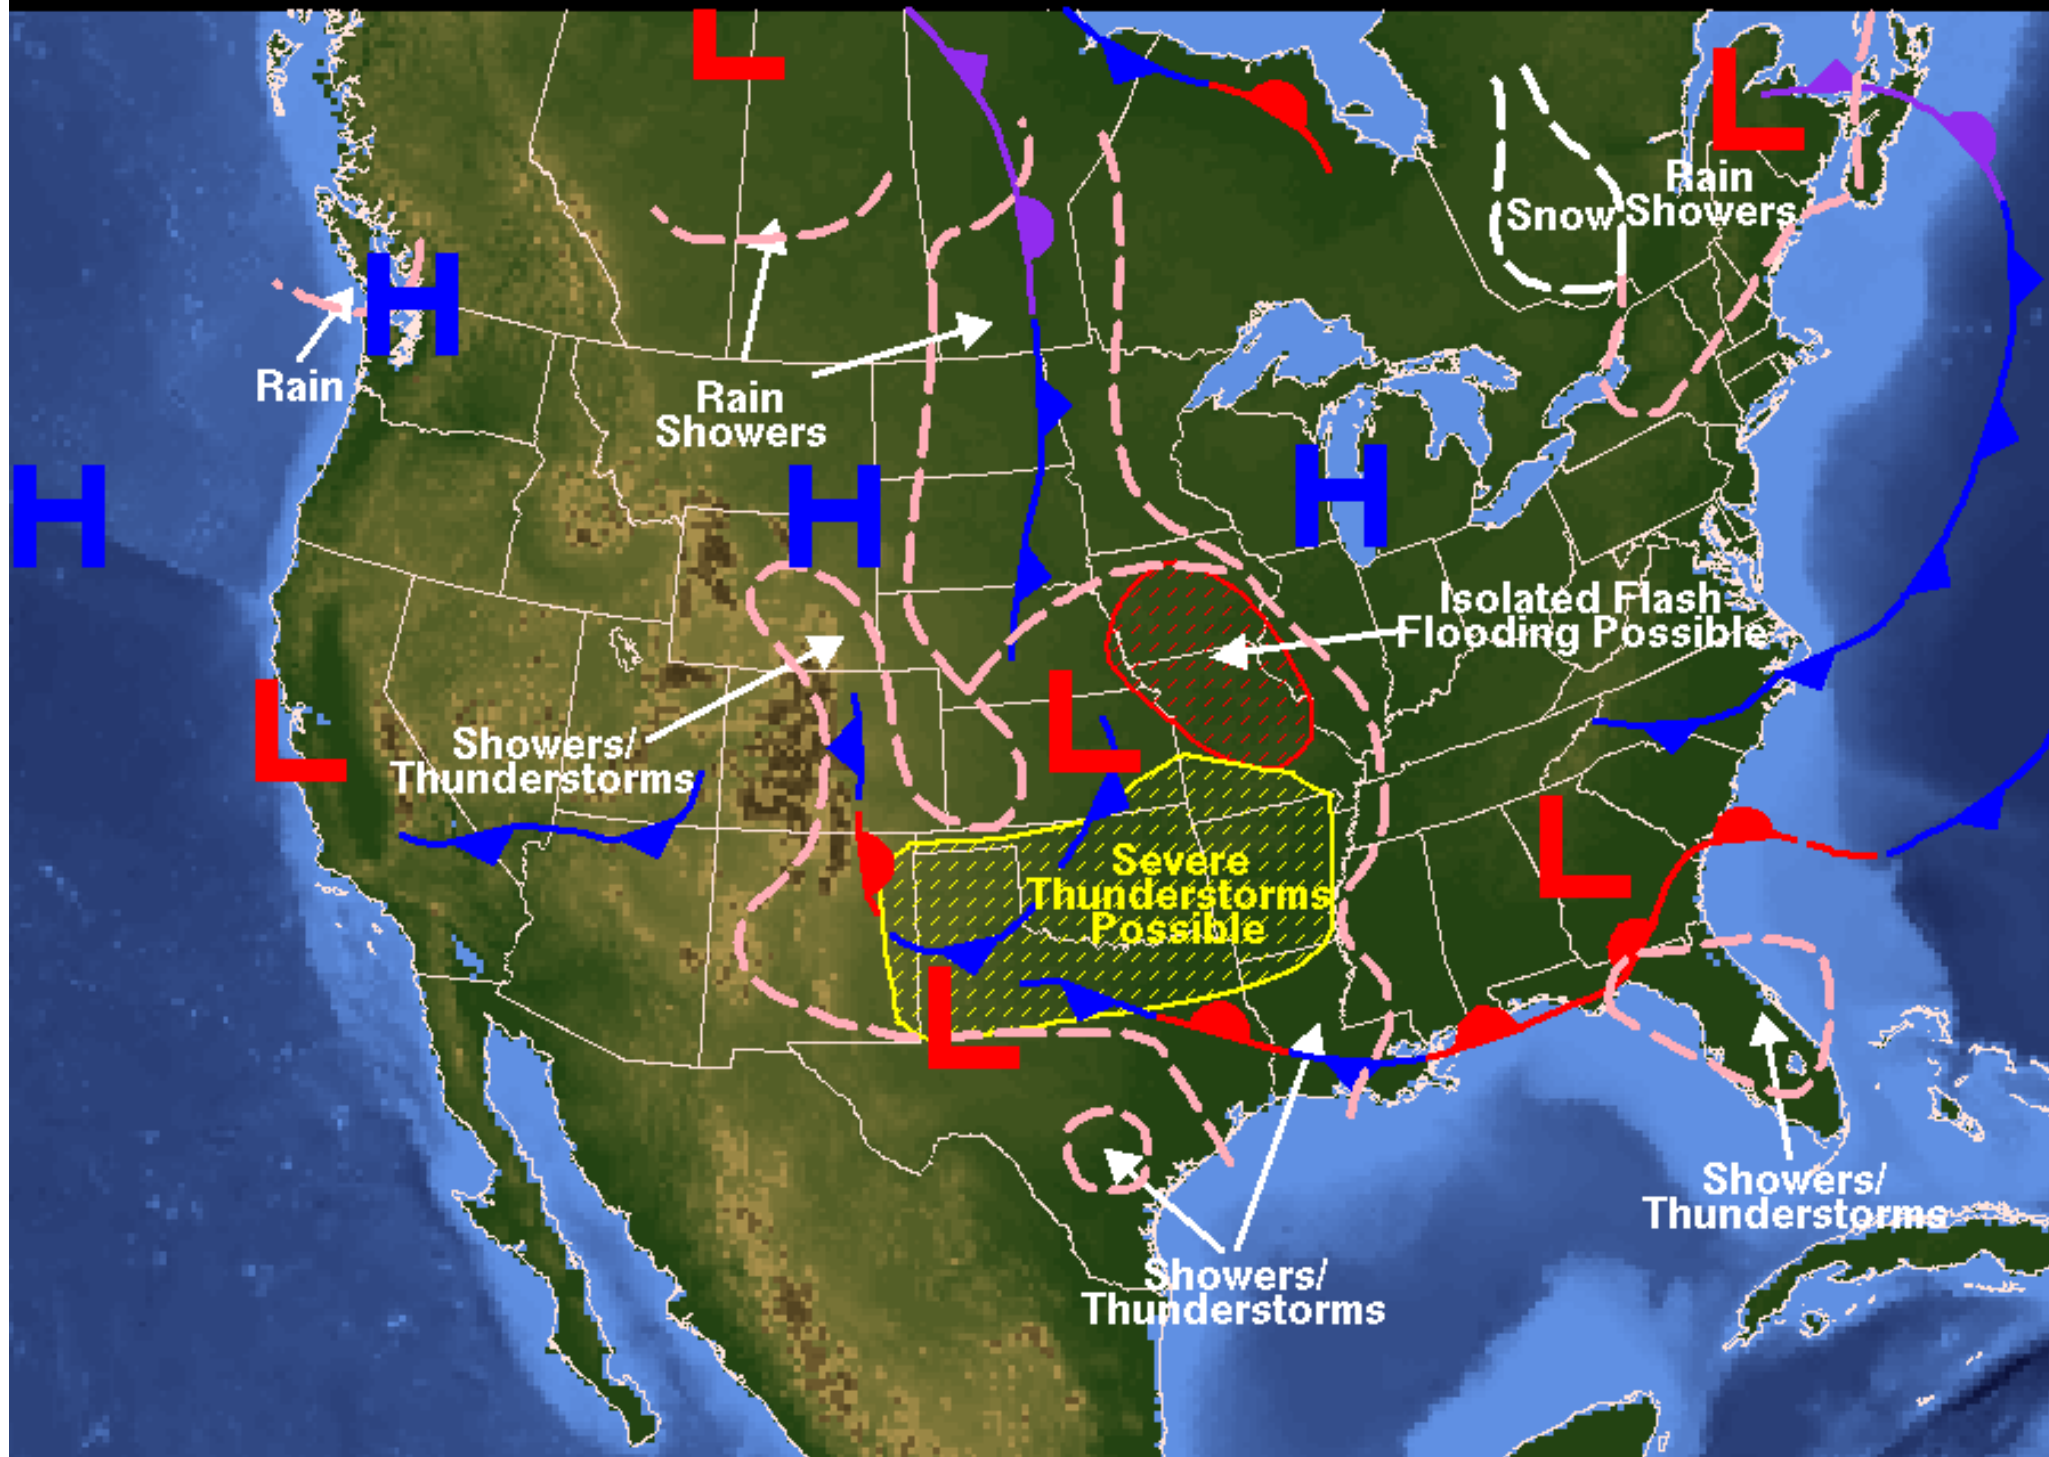 L
L
Rain
Snow
Showers
H
Rain
Rain
Showers
H
H
H
Isolated Flash
Flooding Possible
L
L
Showers/
Thunderstorms
L
Severe
Thunderstorms
Possible
L
Showers/
Thunderstorms
Showers/
Thunderstorms